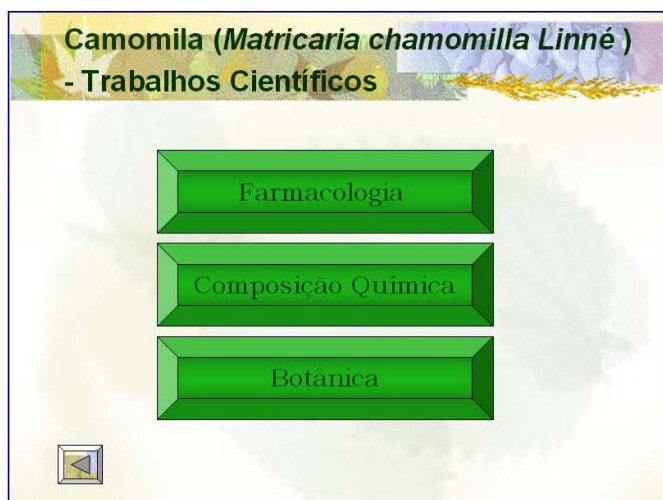 Camomila (Matricaria chamomilla Linné )
- Trabalhos Científicos
Farmacologia
Composição Química
Botânica